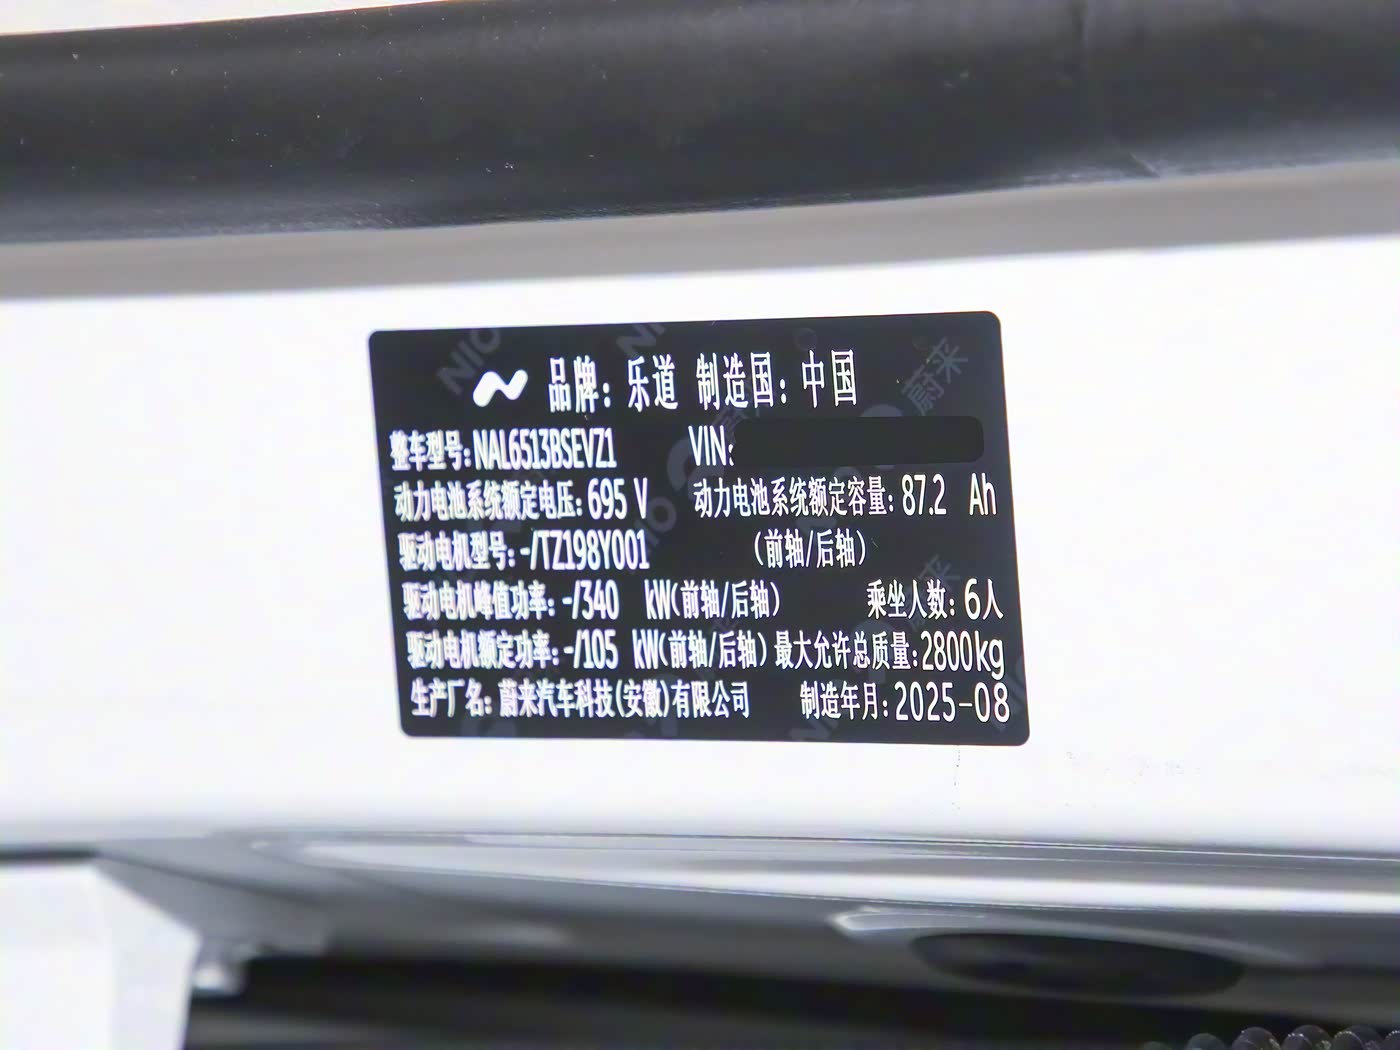 品牌: 乐道 制造国: 中国
整车型号: NAL6513BSEVZ1 VIN:
动力电池系统额定电压: 695 V 动力电池系统额定容量: 87.2 Ah
驱动电机型号: -/TZ198Y001 (前轴/后轴)
驱动电机峰值功率: -/340 kW(前轴/后轴) 乘坐人数: 6人
驱动电机额定功率: -/105 kW(前轴/后轴) 最大允许总质量: 2800kg
生产厂名: 蔚来汽车科技(安徽)有限公司 制造年月: 2025-08